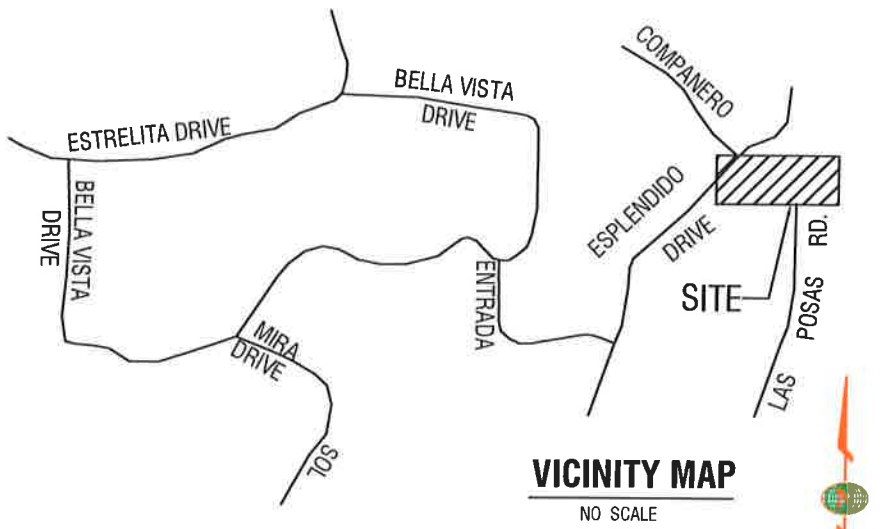 COMPANERO
BELLA VISTA
DRIVE
ESTRELITA DRIVE
BELLA VISTA
DRIVE
ESPLENDIDO
DRIVE
SITE
LAS POSAS RD.
ENTRADA
MIRA
DRIVE
SOL
VICINITY MAP
NO SCALE